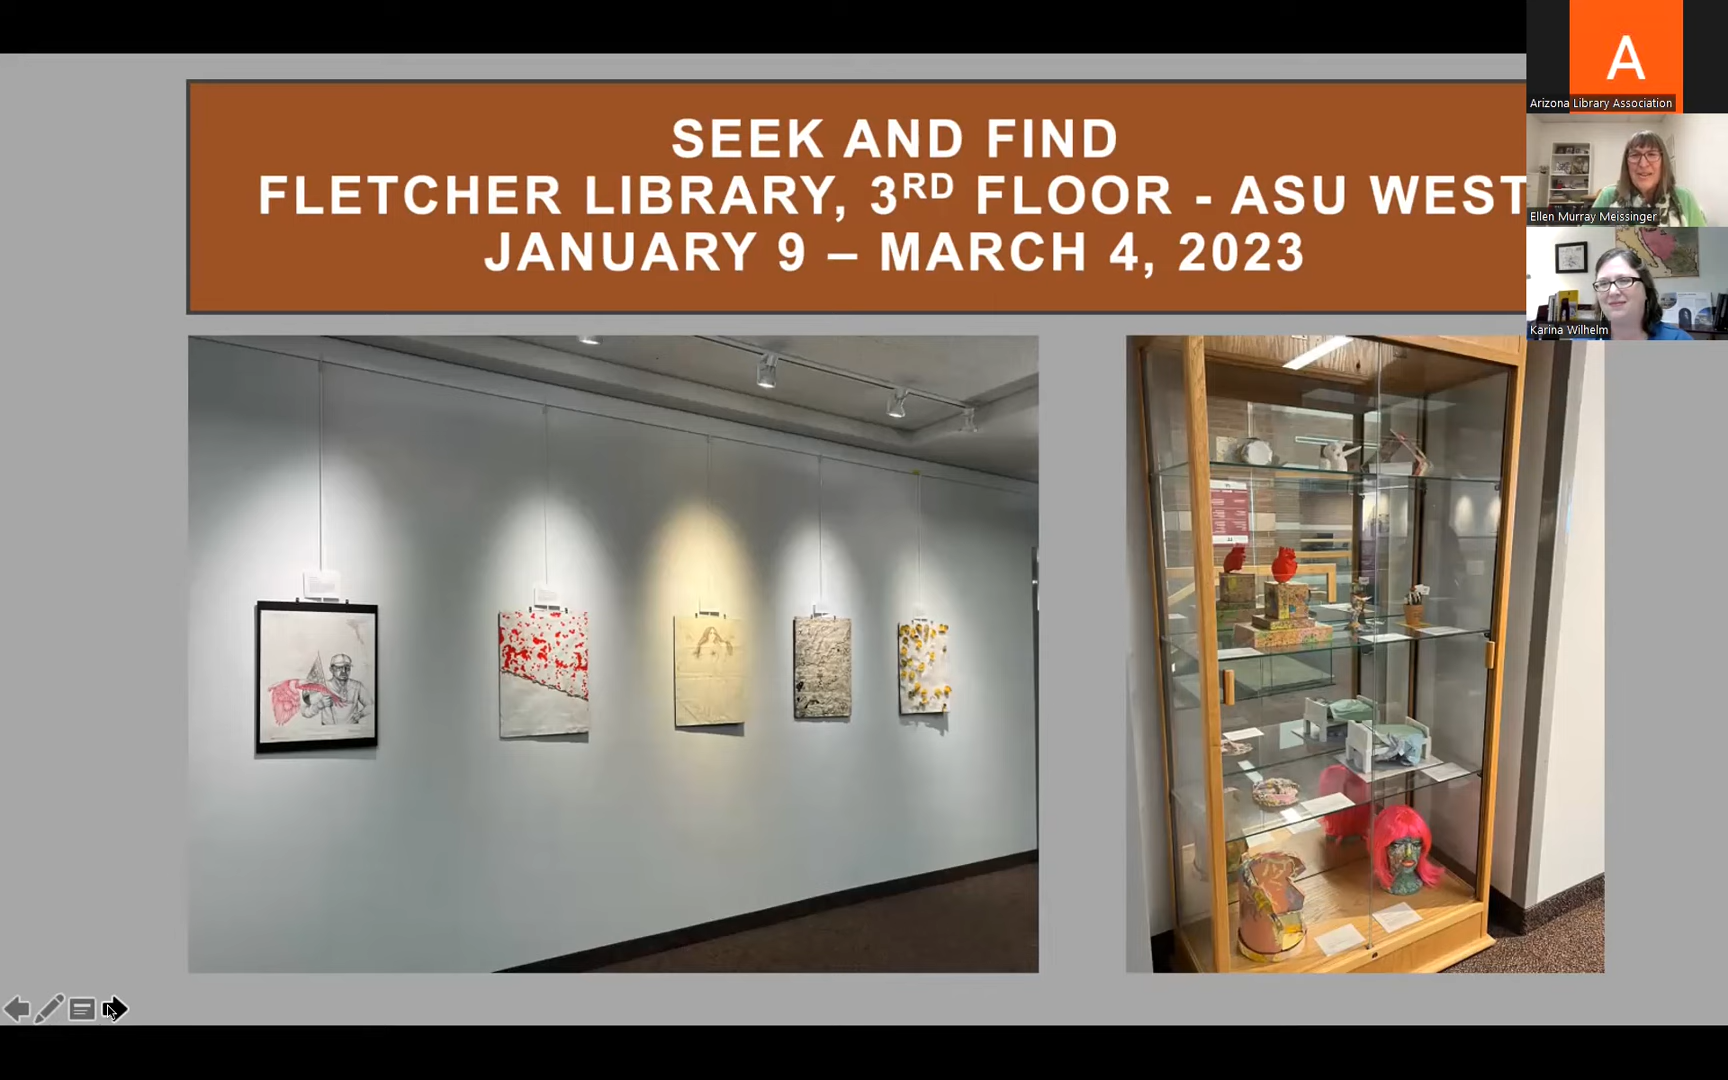 SEEK AND FIND
FLETCHER LIBRARY, 3RD FLOOR - ASU WEST
JANUARY 9 – MARCH 4, 2023
A
Arizona Library Association
Ellen Murray Meissinger
Karina Wilhelm